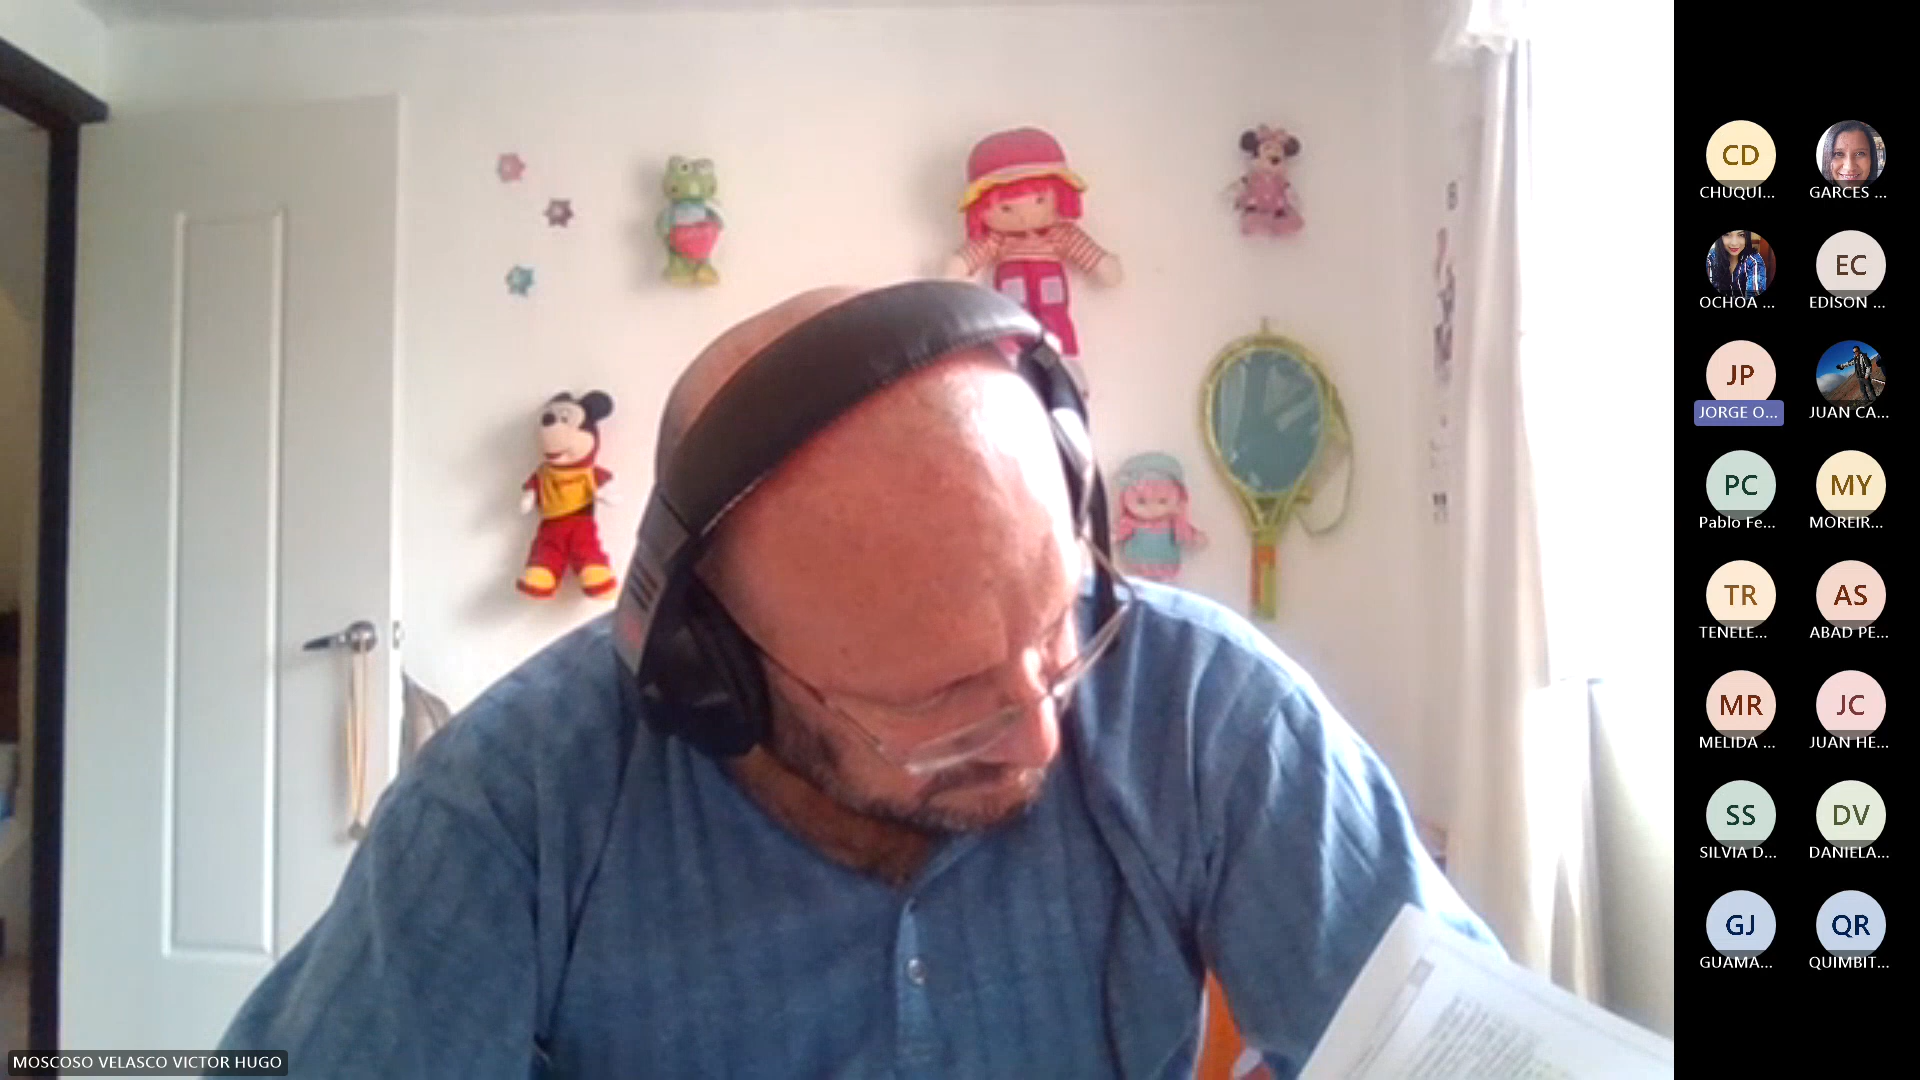 CD
CHUQUI...
GARCES ...
OCHOA ...
EC
EDISON ...
JP
JORGE O...
JUAN CA...
PC
Pablo Fe...
MY
MOREIR...
TR
TENELE...
AS
ABAD PE...
MR
MELIDA ...
JC
JUAN HE...
SS
SILVIA D...
DV
DANIELA...
GJ
GUAMA...
QR
QUIMBIT...
MOSCOSO VELASCO VICTOR HUGO